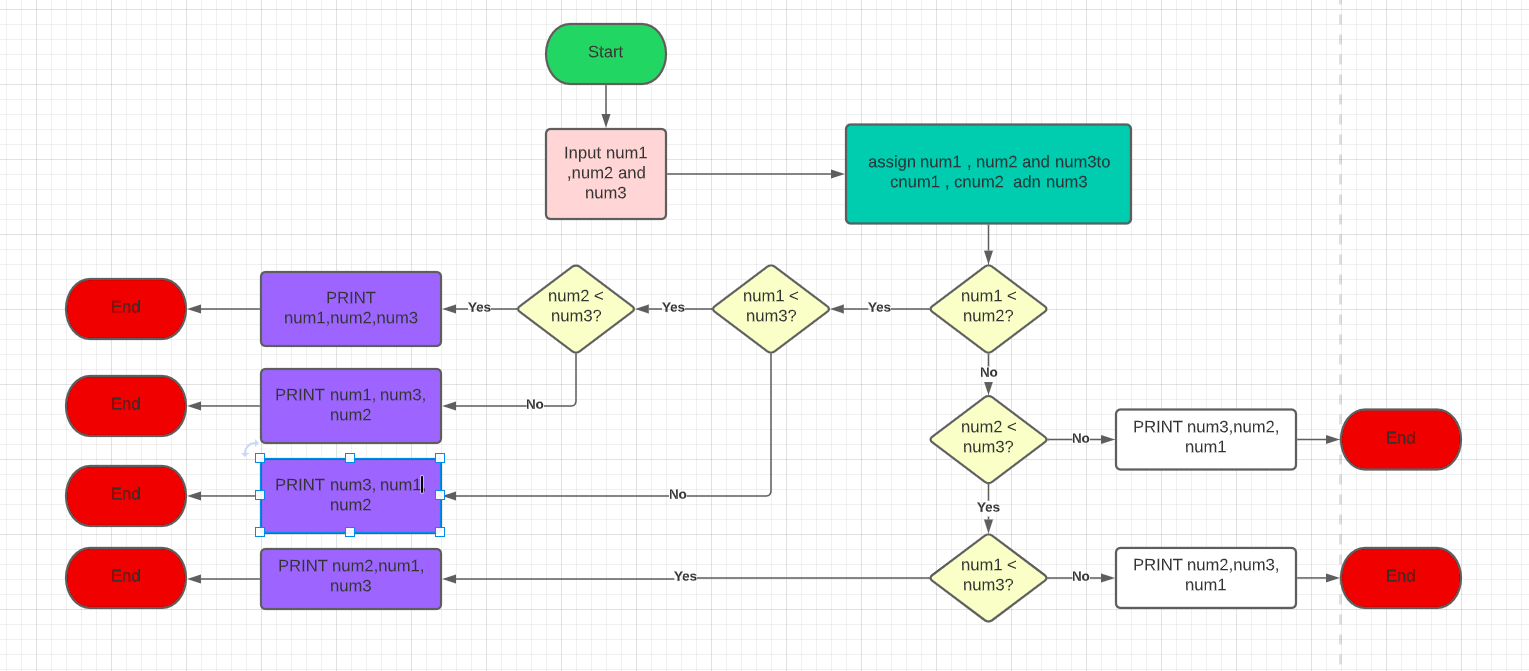 Start
Input num1
,num2 and
num3
assign num1 , num2 and num3to
cnum1 , cnum2 adn num3
End
PRINT
num1,num2,num3
Yes
num2 <
num3?
Yes
num1 <
num3?
Yes
num1 <
num2?
No
End
PRINT num1, num3,
num2
No
num2 <
num3?
No
PRINT num3,num2,
num1
End
End
PRINT num3, num1,
num2
No
Yes
End
PRINT num2,num1,
num3
Yes
num1 <
num3?
No
PRINT num2,num3,
num1
End